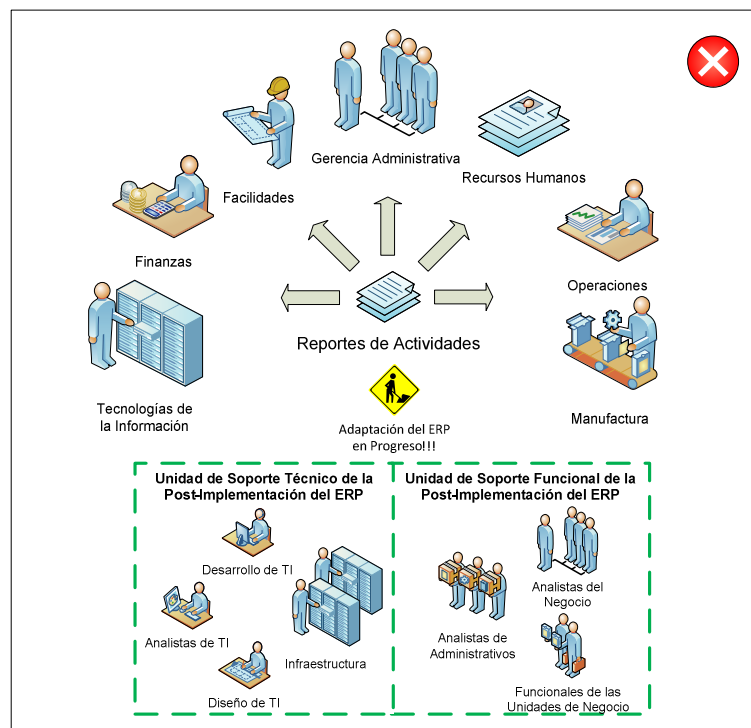 Gerencia Administrativa
Recursos Humanos
Facilidades
Finanzas
Operaciones
Reportes de Actividades
Tecnologías de
la Información
Manufactura
Adaptación del ERP
en Progreso!!!
Unidad de Soporte Técnico de la
Post-Implementación del ERP
Desarrollo de TI
Analistas de TI
Infraestructura
Diseño de TI
Unidad de Soporte Funcional de la
Post-Implementación del ERP
Analistas del
Negocio
Analistas de
Administrativos
Funcionales de las
Unidades de Negocio